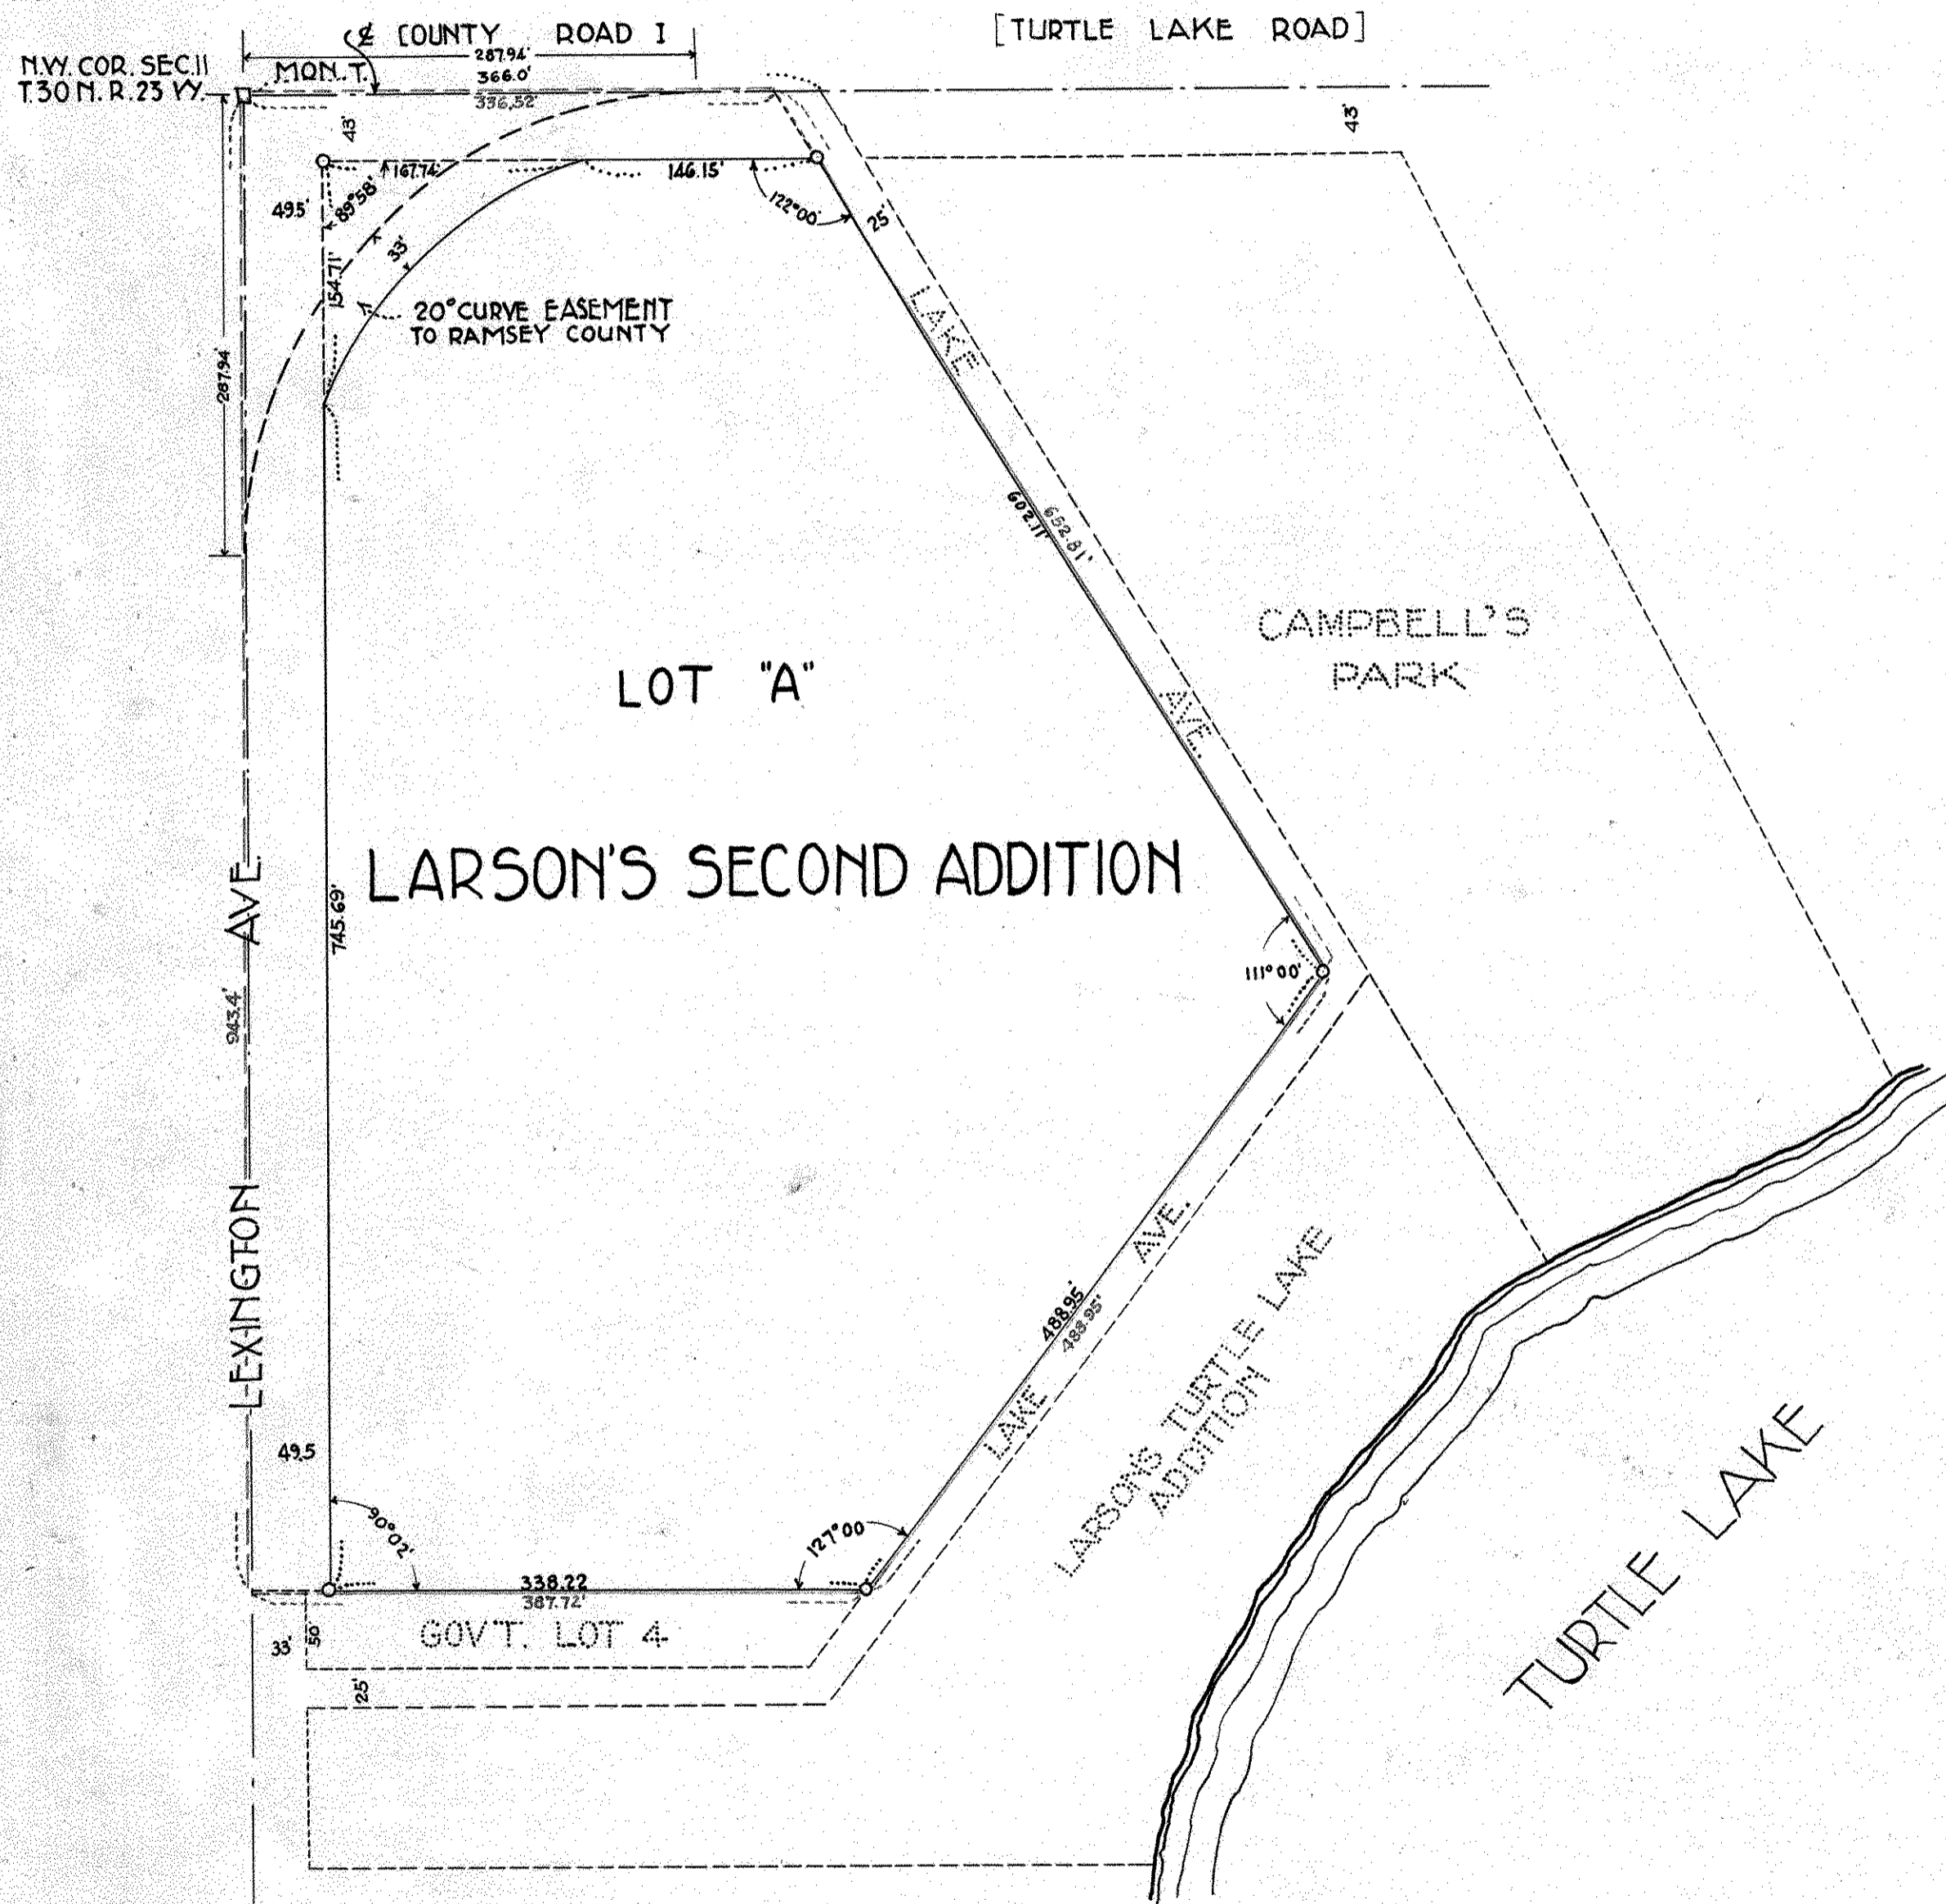 ℄ COUNTY ROAD I
[TURTLE LAKE ROAD]
287.94'
N.W. COR. SEC.11
T.30 N. R.23 W.
MON. T.
366.0'
336.52'
43'
43'
167.74'
146.15'
49.5'
89°58'
122°00'
25'
33'
154.71'
20° CURVE EASEMENT
TO RAMSEY COUNTY
287.94'
LAKE
AVE.
602.11'
652.81'
CAMPBELL'S
PARK
LOT "A"
LARSON'S SECOND ADDITION
745.69'
LEXINGTON AVE
943.4'
111°00'
488.95'
488.95'
LAKE AVE.
LARSON'S TURTLE LAKE
ADDITION
TURTLE LAKE
49.5
90°02'
127°00
338.22
387.72'
GOV'T. LOT 4
33'
50'
25'